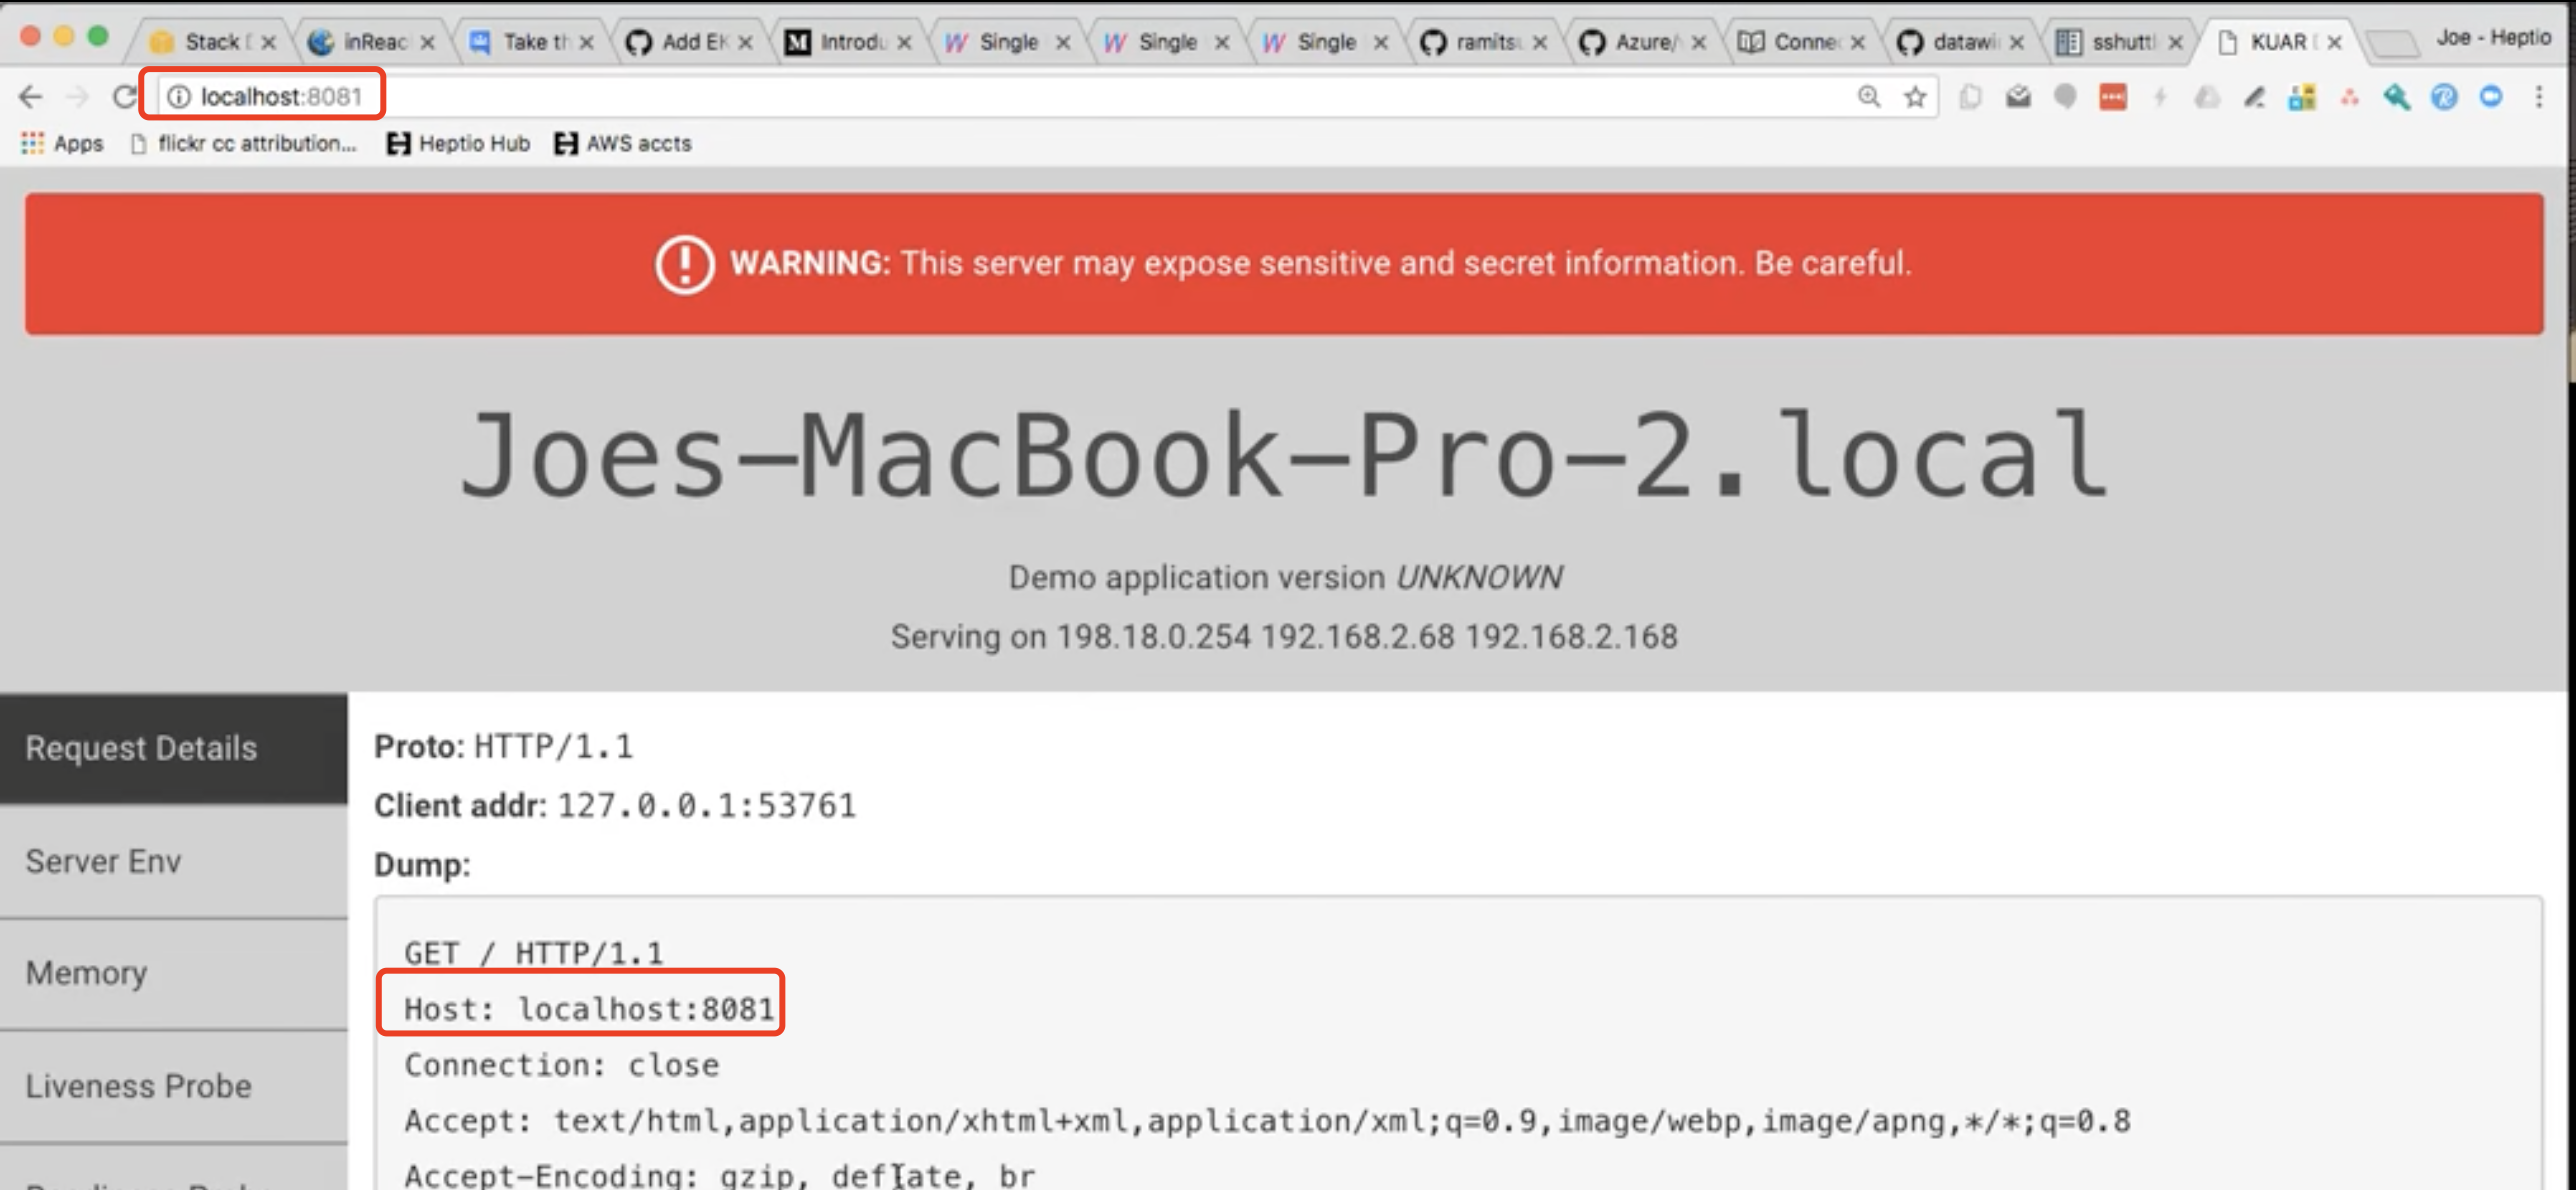 Stack inReac Take th Add EK Introdu Single Single Single ramitsu Azure/ Conne datawi sshuttl KUAR Joe - Heptio
localhost:8081
Apps flickr cc attribution... Heptio Hub AWS accts
WARNING: This server may expose sensitive and secret information. Be careful.
Joes-MacBook-Pro-2.local
Demo application version UNKNOWN
Serving on 198.18.0.254 192.168.2.68 192.168.2.168
Request Details
Proto: HTTP/1.1
Client addr: 127.0.0.1:53761
Server Env
Dump:
GET / HTTP/1.1
Memory
Host: localhost:8081
Connection: close
Liveness Probe
Accept: text/html,application/xhtml+xml,application/xml;q=0.9,image/webp,image/apng,*/*;q=0.8
Accept-Encoding: gzip, deflate, br